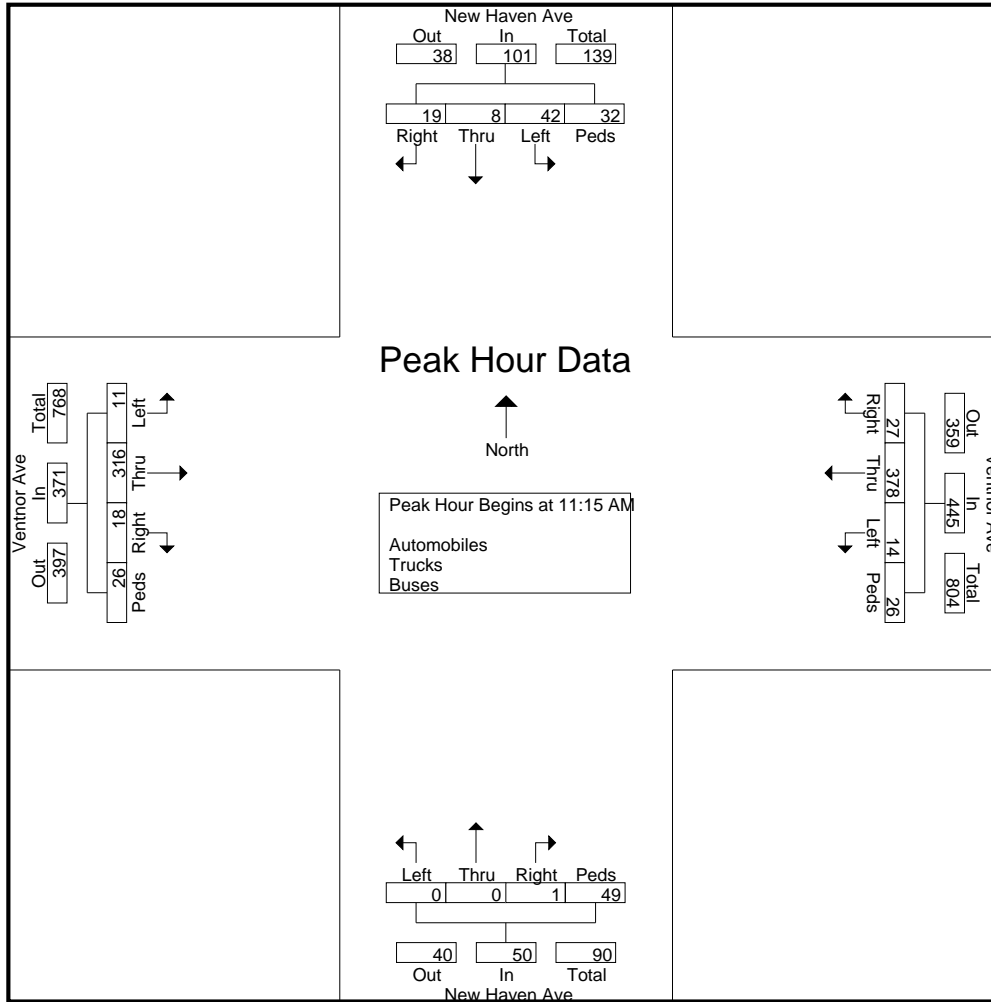 New Haven Ave
Out In Total
38 101 139
19 8 42 32
Right Thru Left Peds
Peak Hour Data
North
Peak Hour Begins at 11:15 AM
Automobiles
Trucks
Buses
Ventnor Ave
Total In Out
768 371 397
11 316 18 26
Left Thru Right Peds
Ventnor Ave
Out In Total
359 445 804
27 378 14 26
Right Thru Left Peds
Left Thru Right Peds
0 0 1 49
40 50 90
Out In Total
New Haven Ave